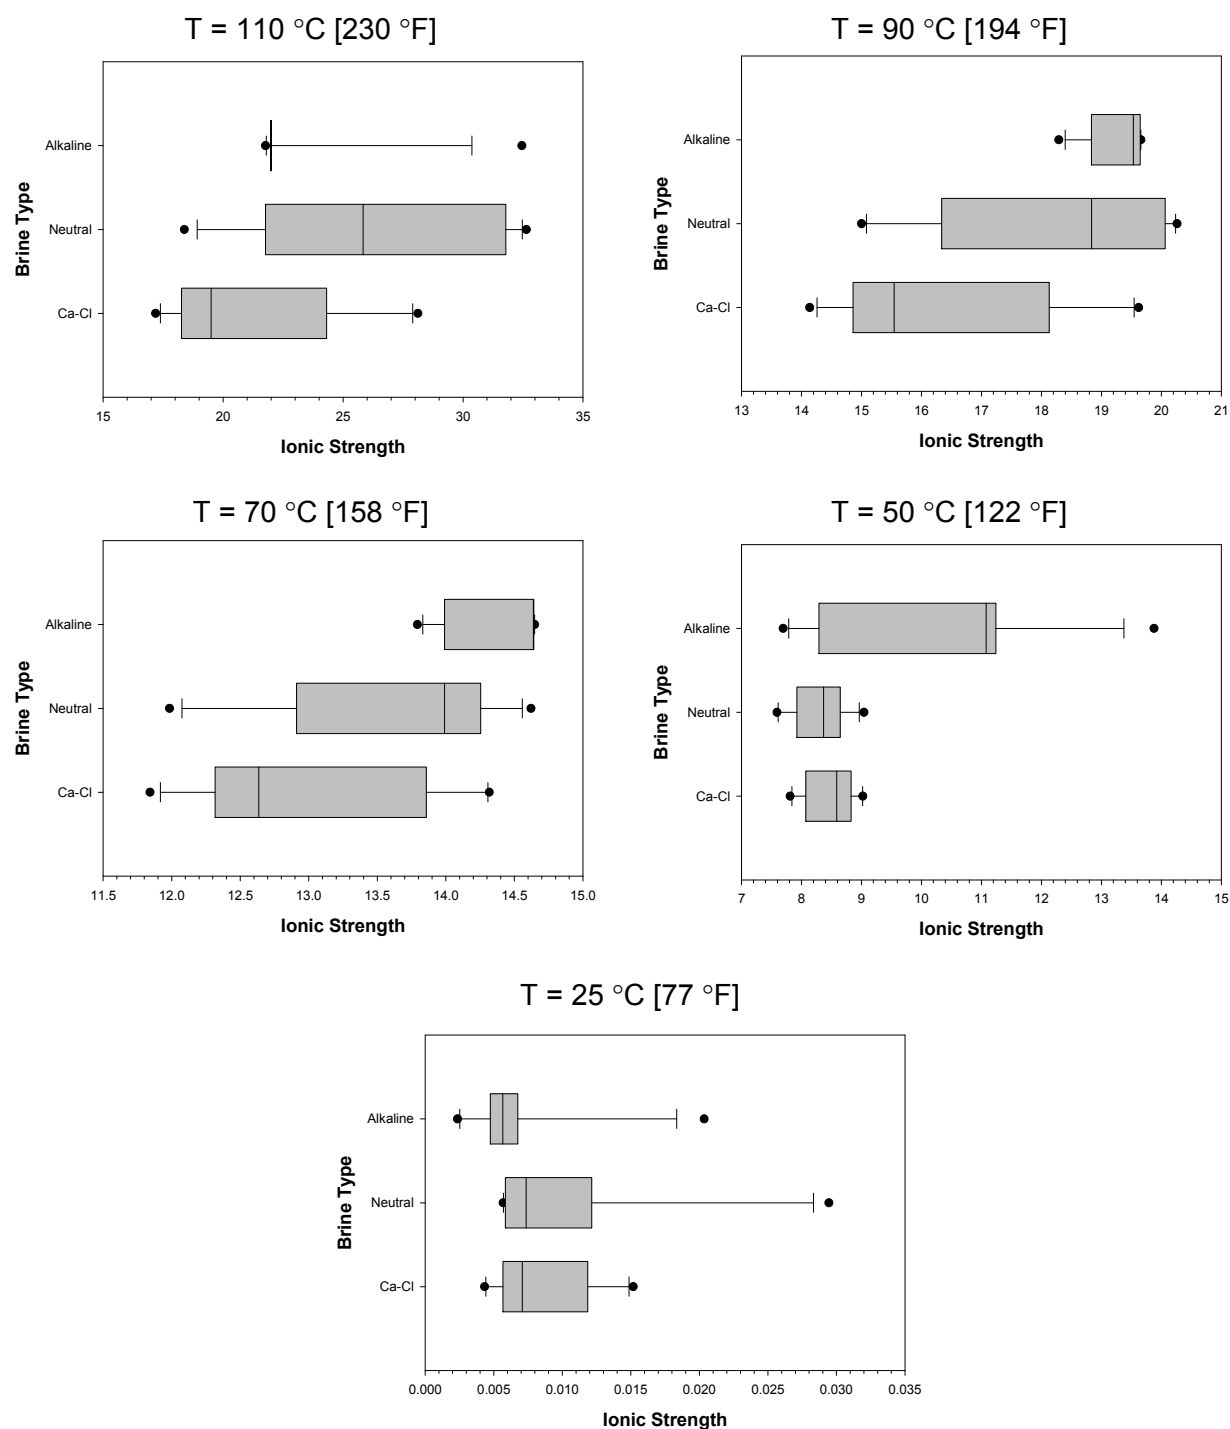 T = 110 °C [230 °F]
Brine Type
Alkaline
Neutral
Ca-Cl
15 20 25 30 35
Ionic Strength
T = 90 °C [194 °F]
Brine Type
Alkaline
Neutral
Ca-Cl
13 14 15 16 17 18 19 20 21
Ionic Strength
T = 70 °C [158 °F]
Brine Type
Alkaline
Neutral
Ca-Cl
11.5 12.0 12.5 13.0 13.5 14.0 14.5 15.0
Ionic Strength
T = 50 °C [122 °F]
Brine Type
Alkaline
Neutral
Ca-Cl
7 8 9 10 11 12 13 14 15
Ionic Strength
T = 25 °C [77 °F]
Brine Type
Alkaline
Neutral
Ca-Cl
0.000 0.005 0.010 0.015 0.020 0.025 0.030 0.035
Ionic Strength